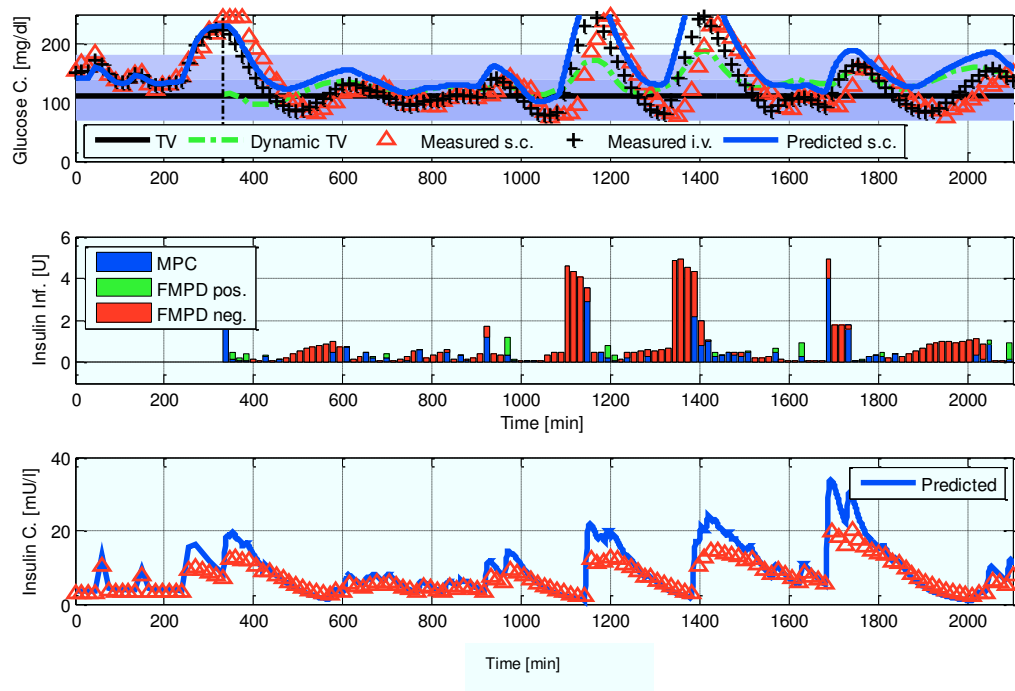 Glucose C. [mg/dl]
200
100
0
TV
Dynamic TV
Measured s.c.
Measured i.v.
Predicted s.c.
0 200 400 600 800 1000 1200 1400 1600 1800 2000
Insulin Inf. [U]
6
4
2
0
MPC
FMPD pos.
FMPD neg.
0 200 400 600 800 1000 1200 1400 1600 1800 2000
Time [min]
Insulin C. [mU/l]
40
20
0
Predicted
0 200 400 600 800 1000 1200 1400 1600 1800 2000
Time [min]